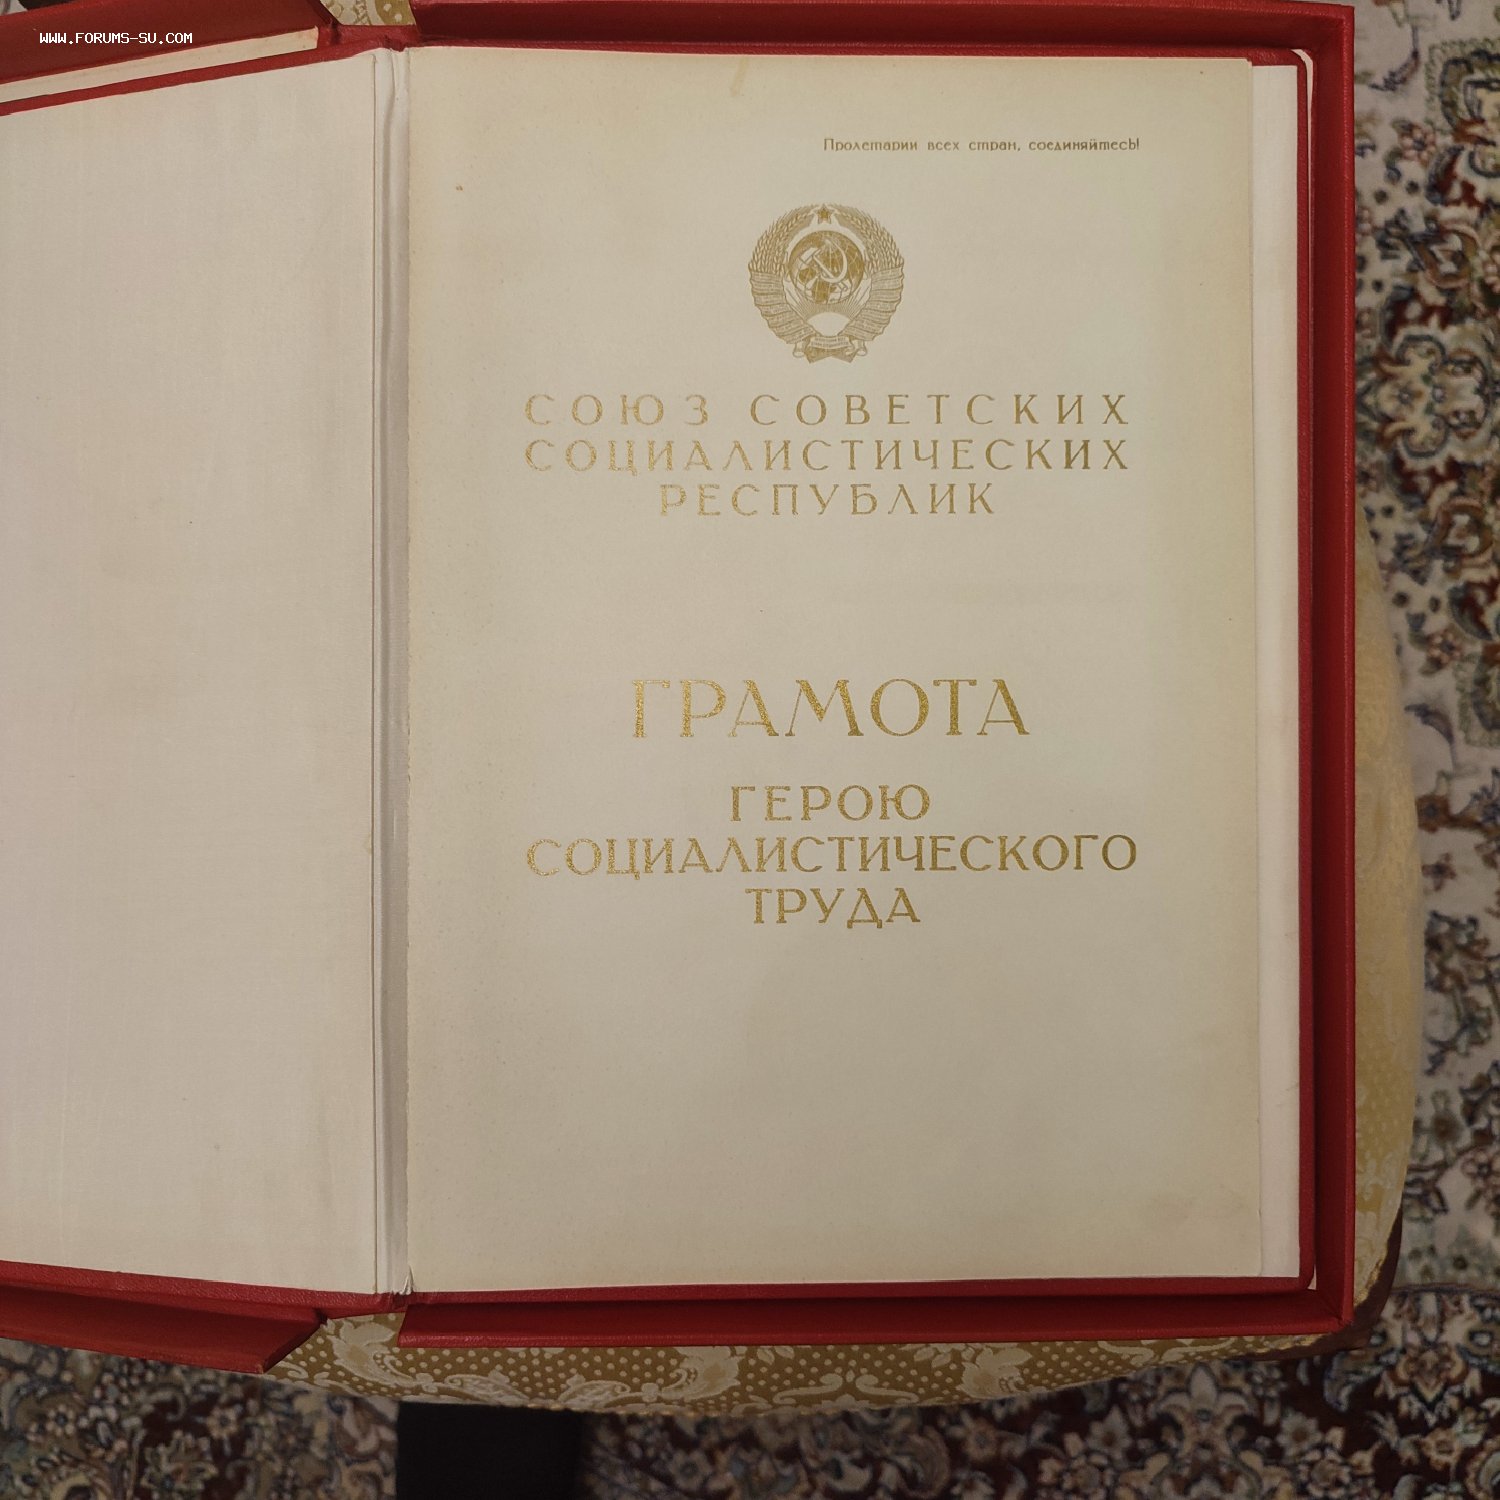 WWW.FORUMS-SU.COM
Пролетарии всех стран, соединяйтесь!
СОЮЗ СОВЕТСКИХ
СОЦИАЛИСТИЧЕСКИХ
РЕСПУБЛИК
ГРАМОТА
ГЕРОЮ
СОЦИАЛИСТИЧЕСКОГО
ТРУДА